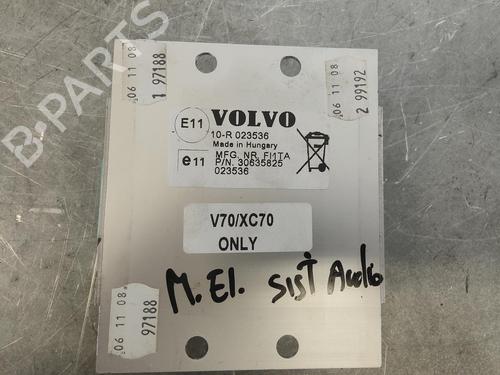 B-PARTS
06 11 08
1 97188
E11
VOLVO
10-R 023536
Made in Hungary
e11
MFG. NR. FI1TA
P/N. 30635825
023536
06 11 08
2 99192
V70/XC70
ONLY
06 11 08
97188
M.El. sist Audio